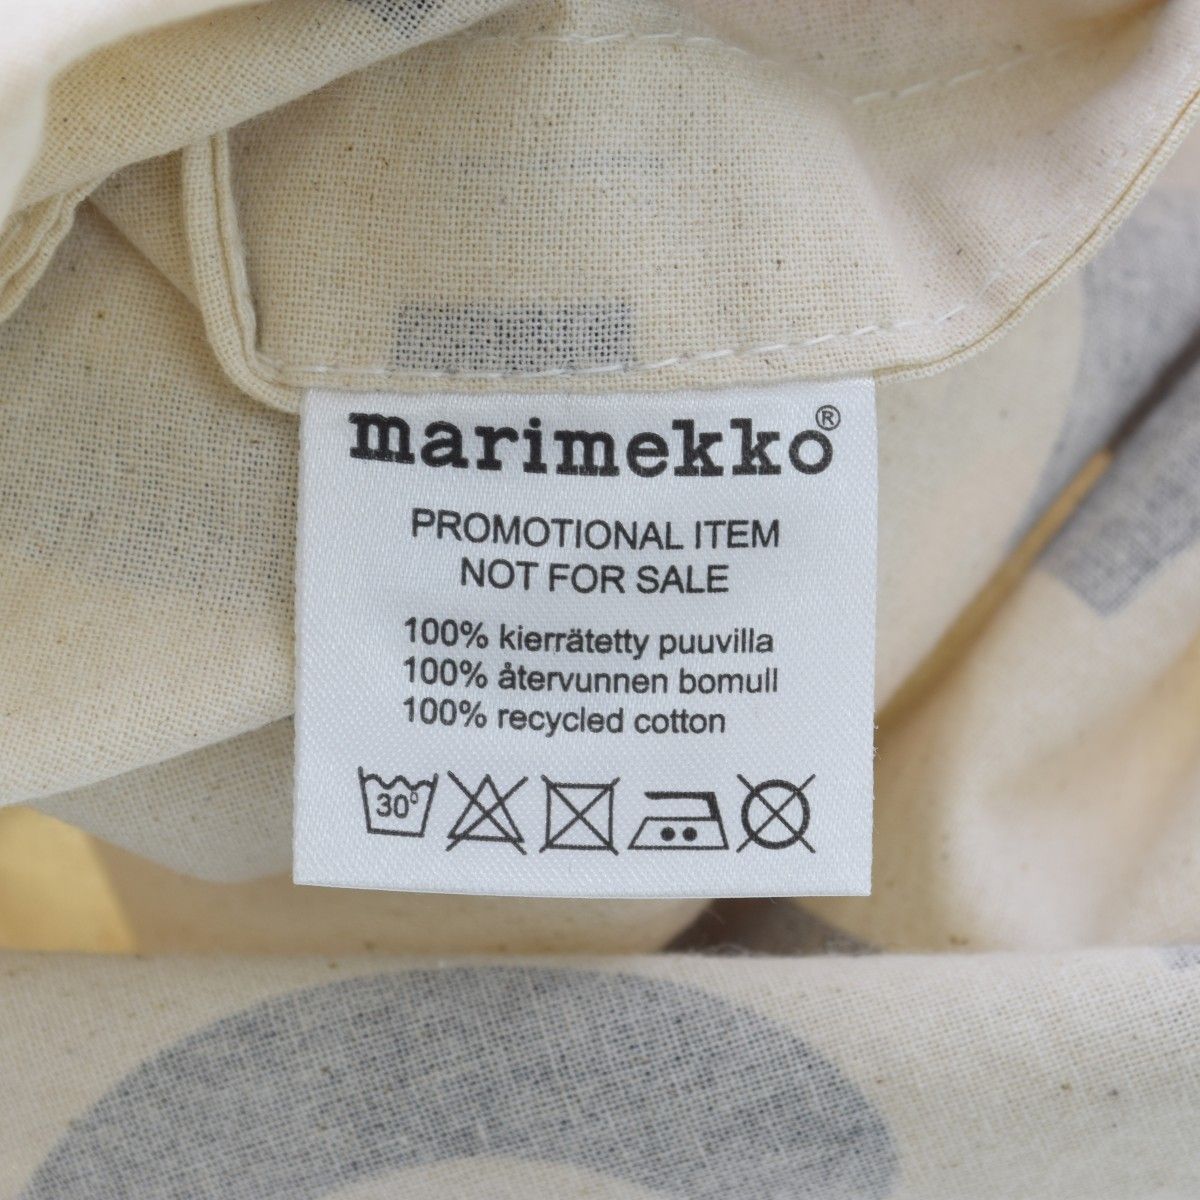 marimekko®
PROMOTIONAL ITEM
NOT FOR SALE
100% kierrätetty puuvilla
100% återvunnen bomull
100% recycled cotton
30°